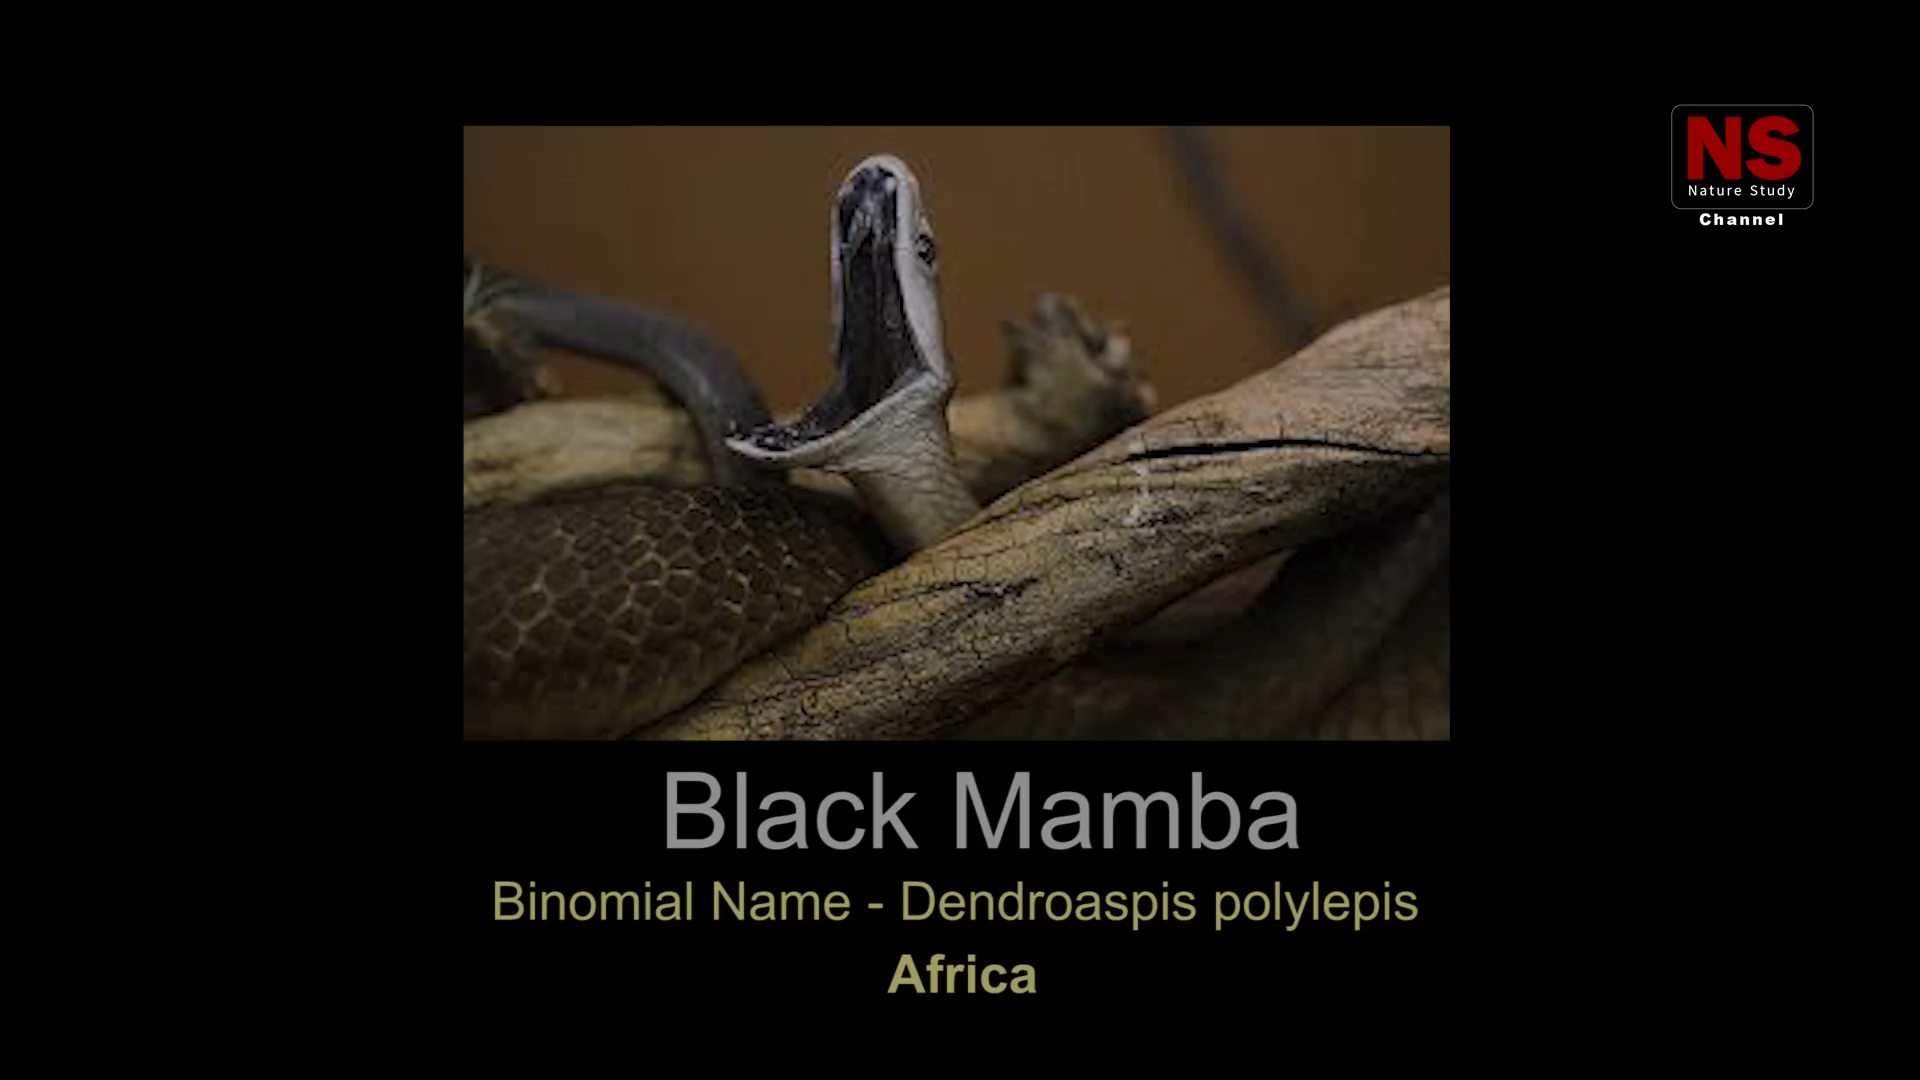 NS
Nature Study
Channel
Black Mamba
Binomial Name - Dendroaspis polylepis
Africa